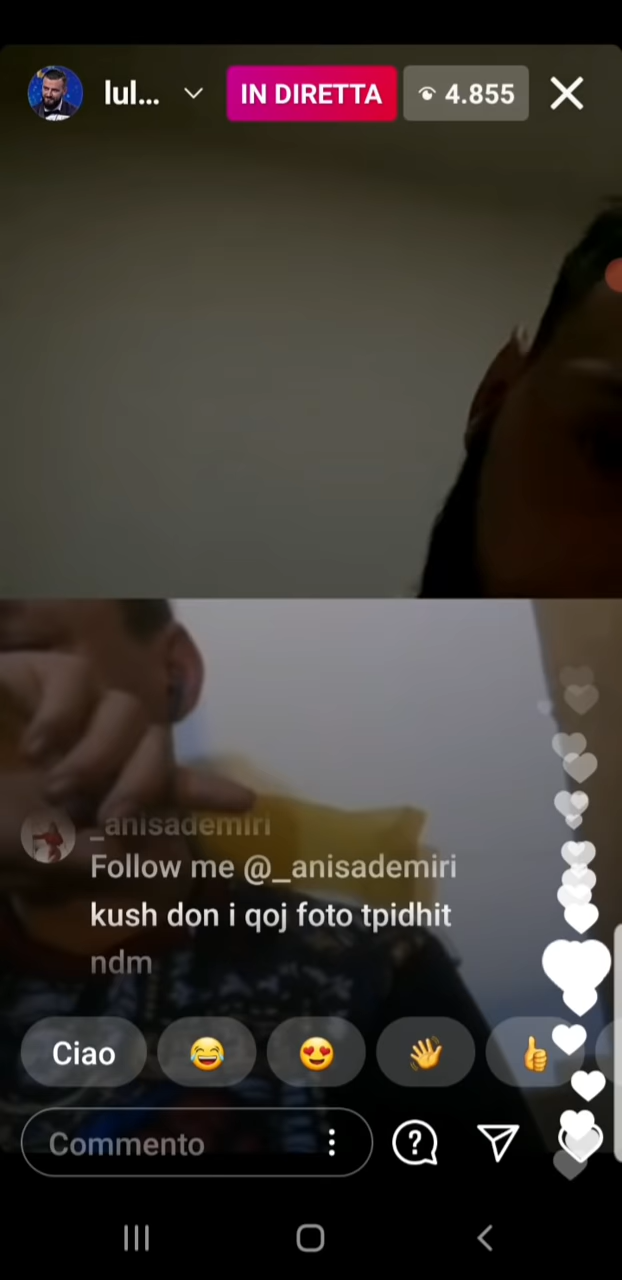 lul...
IN DIRETTA
4.855
_anisademiri
Follow me @_anisademiri
kush don i qoj foto tpidhit
ndm
Ciao
Commento